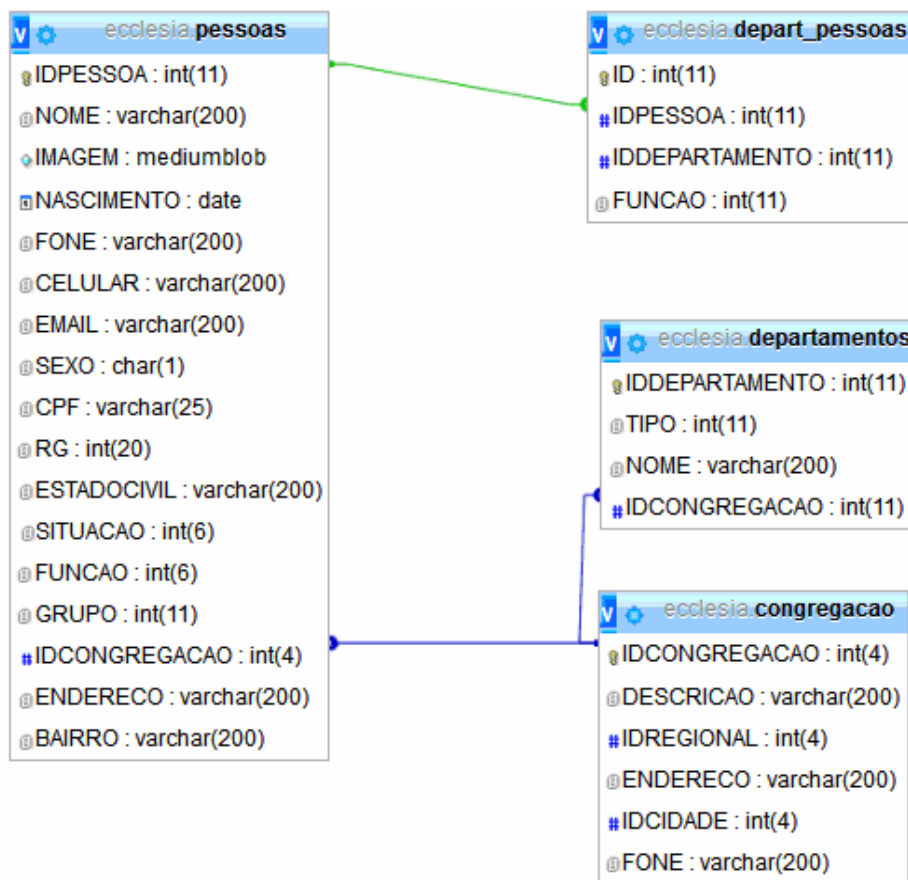 ecclesia.pessoas
IDPESSOA : int(11)
NOME : varchar(200)
IMAGEM : mediumblob
NASCIMENTO : date
FONE : varchar(200)
CELULAR : varchar(200)
EMAIL : varchar(200)
SEXO : char(1)
CPF : varchar(25)
RG : int(20)
ESTADOCIVIL : varchar(200)
SITUACAO : int(6)
FUNCAO : int(6)
GRUPO : int(11)
#IDCONGREGACAO : int(4)
ENDERECO : varchar(200)
BAIRRO : varchar(200)
ecclesia.depart_pessoas
ID : int(11)
#IDPESSOA : int(11)
#IDDEPARTAMENTO : int(11)
FUNCAO : int(11)
ecclesia.departamentos
IDDEPARTAMENTO : int(11)
TIPO : int(11)
NOME : varchar(200)
#IDCONGREGACAO : int(11)
ecclesia.congregacao
IDCONGREGACAO : int(4)
DESCRICAO : varchar(200)
#IDREGIONAL : int(4)
ENDERECO : varchar(200)
#IDCIDADE : int(4)
FONE : varchar(200)